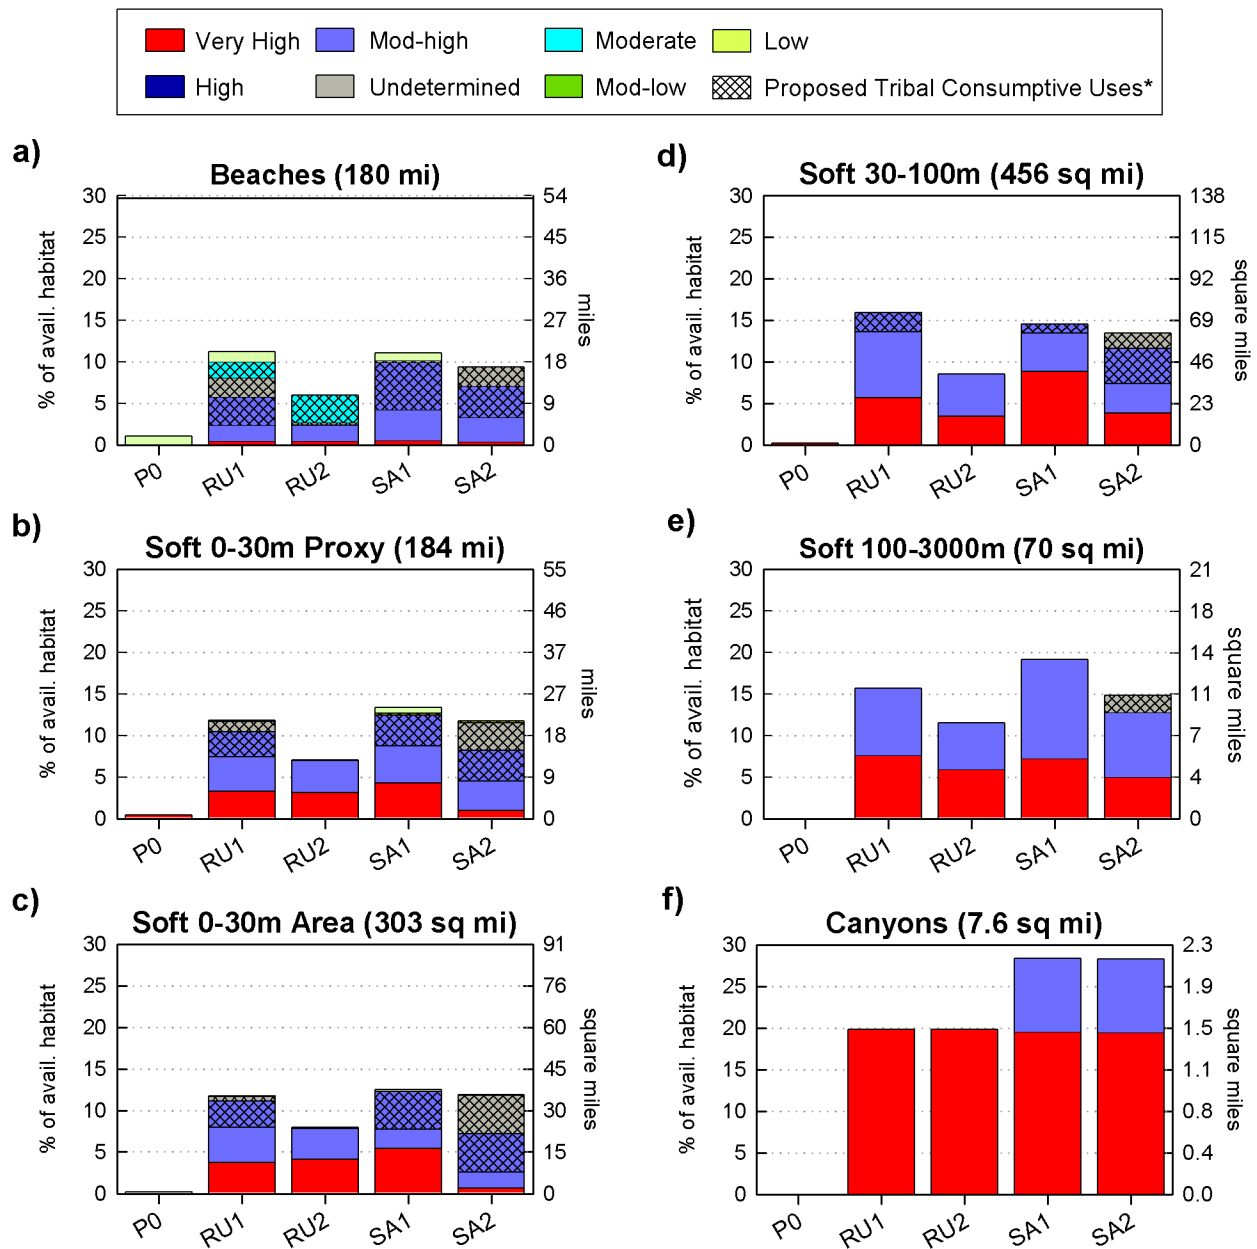 Very High Mod-high Moderate Low
High Undetermined Mod-low Proposed Tribal Consumptive Uses*
a)
Beaches (180 mi)
% of avail. habitat
30
25
20
15
10
5
0
54
45
36
27
18
9
0
miles
P0 RU1 RU2 SA1 SA2
b)
Soft 0-30m Proxy (184 mi)
% of avail. habitat
30
25
20
15
10
5
0
55
46
37
27
18
9
0
miles
P0 RU1 RU2 SA1 SA2
c)
Soft 0-30m Area (303 sq mi)
% of avail. habitat
30
25
20
15
10
5
0
91
76
60
45
30
15
0
square miles
P0 RU1 RU2 SA1 SA2
d)
Soft 30-100m (456 sq mi)
% of avail. habitat
30
25
20
15
10
5
0
138
115
92
69
46
23
0
square miles
P0 RU1 RU2 SA1 SA2
e)
Soft 100-3000m (70 sq mi)
% of avail. habitat
30
25
20
15
10
5
0
21
18
14
11
7
4
0
square miles
P0 RU1 RU2 SA1 SA2
f)
Canyons (7.6 sq mi)
% of avail. habitat
30
25
20
15
10
5
0
2.3
1.9
1.5
1.1
0.8
0.4
0.0
square miles
P0 RU1 RU2 SA1 SA2